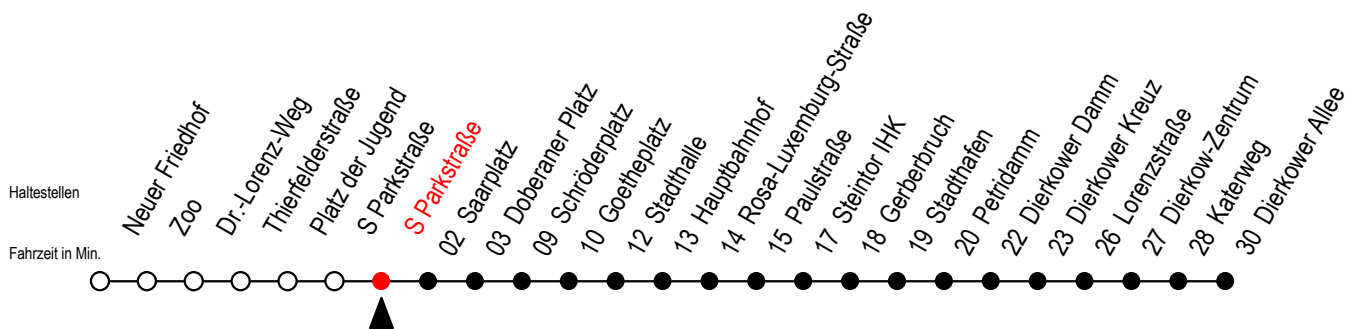 Haltestellen
Fahrzeit in Min.
Neuer Friedhof
Zoo
Dr.-Lorenz-Weg
Thierfelderstraße
Platz der Jugend
S Parkstraße
S Parkstraße
02 Saarplatz
03 Doberaner Platz
09 Schröderplatz
10 Goetheplatz
12 Stadthalle
13 Hauptbahnhof
14 Rosa-Luxemburg-Straße
15 Paulstraße
17 Steintor IHK
18 Gerberbruch
19 Stadthafen
20 Petridamm
22 Dierkower Damm
23 Dierkower Kreuz
26 Lorenzstraße
27 Dierkow-Zentrum
28 Katerweg
30 Dierkower Allee